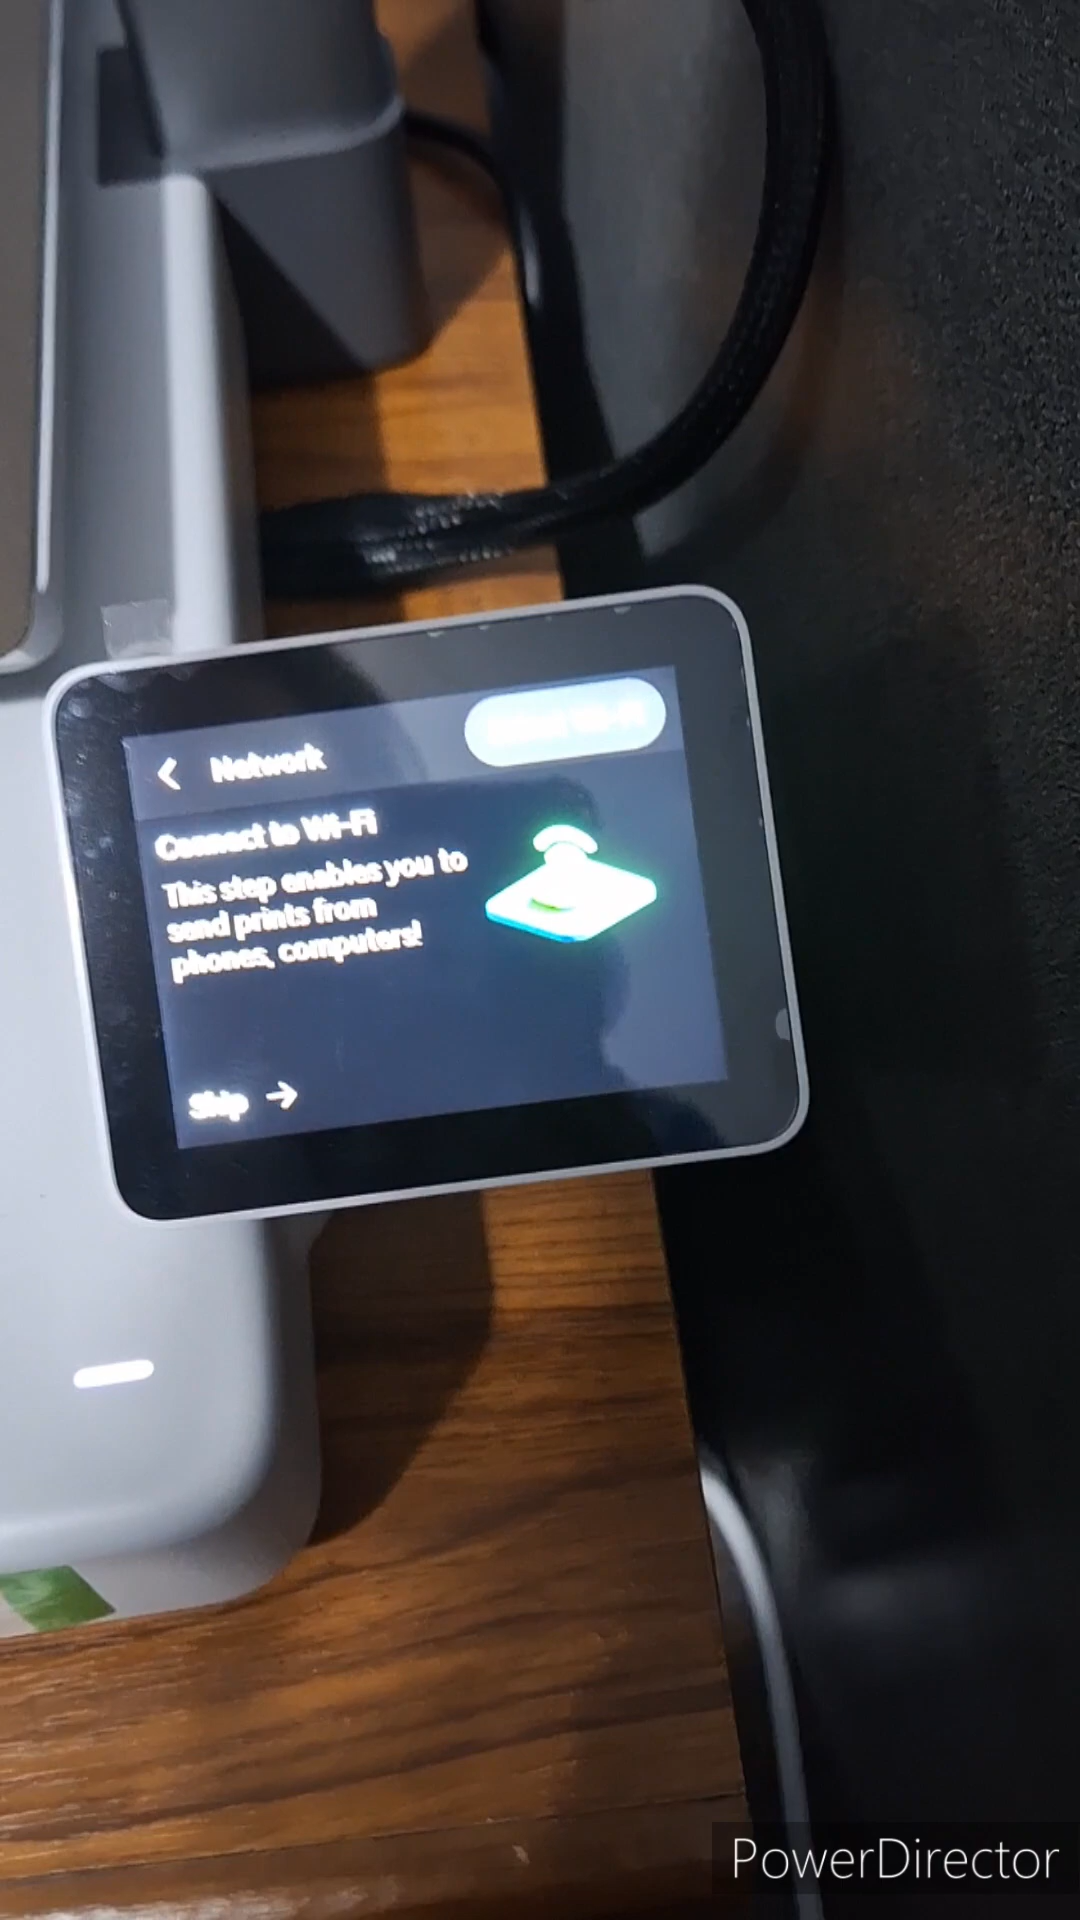 Network
Connect to Wi-Fi
This step enables you to
send prints from
phones, computers!
Skip
PowerDirector